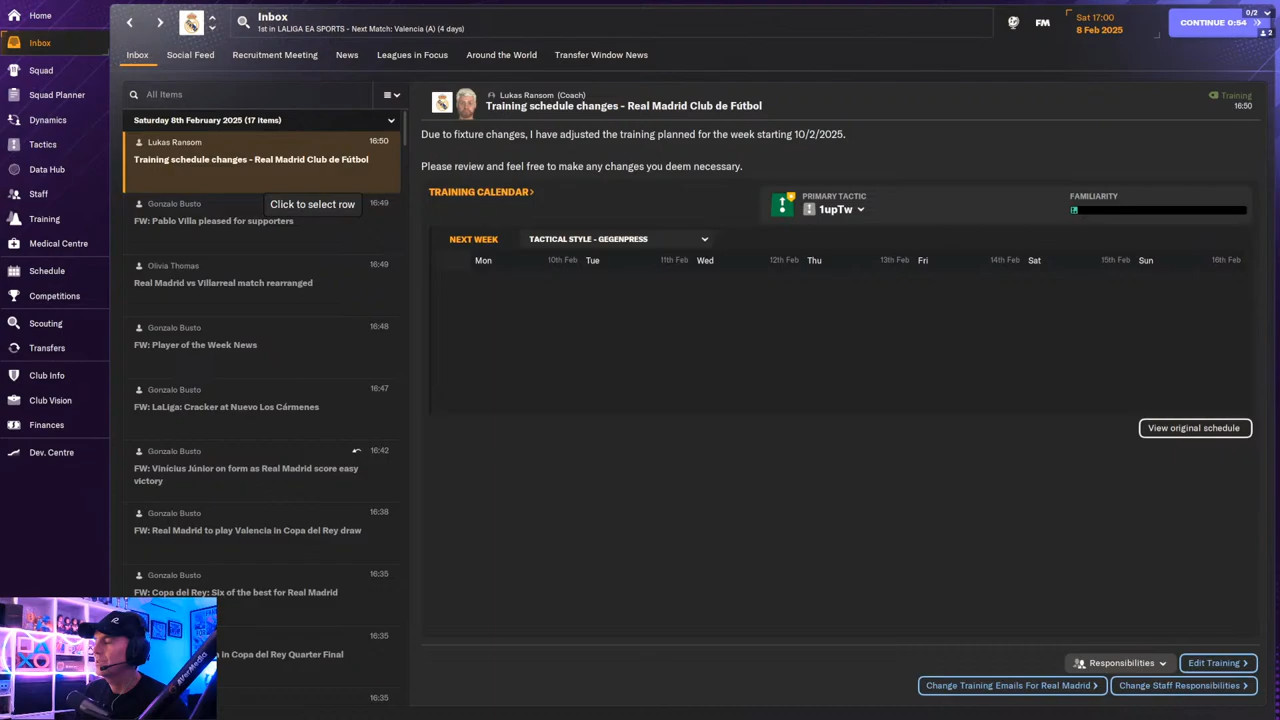 Home
Inbox
Squad
Squad Planner
Dynamics
Tactics
Data Hub
Staff
Training
Medical Centre
Schedule
Competitions
Scouting
Transfers
Club Info
Club Vision
Finances
Dev. Centre
Inbox
1st in LALIGA EA SPORTS - Next Match: Valencia (A) (4 days)
FM
Sat 17:00
8 Feb 2025
0/2
CONTINUE 0:54
2
Inbox
Social Feed
Recruitment Meeting
News
Leagues in Focus
Around the World
Transfer Window News
All Items
Saturday 8th February 2025 (17 items)
Lukas Ransom 16:50
Training schedule changes - Real Madrid Club de Fútbol
Click to select row
Gonzalo Busto 16:49
FW: Pablo Villa pleased for supporters
Olivia Thomas 16:49
Real Madrid vs Villarreal match rearranged
Gonzalo Busto 16:48
FW: Player of the Week News
Gonzalo Busto 16:47
FW: LaLiga: Cracker at Nuevo Los Cármenes
Gonzalo Busto 16:42
FW: Vinícius Júnior on form as Real Madrid score easy
victory
Gonzalo Busto 16:38
FW: Real Madrid to play Valencia in Copa del Rey draw
Gonzalo Busto 16:35
FW: Copa del Rey: Six of the best for Real Madrid
16:35
in Copa del Rey Quarter Final
16:35
Lukas Ransom (Coach)
Training schedule changes - Real Madrid Club de Fútbol
Training
16:50
Due to fixture changes, I have adjusted the training planned for the week starting 10/2/2025.
Please review and feel free to make any changes you deem necessary.
TRAINING CALENDAR
PRIMARY TACTIC
1upTw
FAMILIARITY
NEXT WEEK
TACTICAL STYLE - GEGENPRESS
Mon 10th Feb Tue 11th Feb Wed 12th Feb Thu 13th Feb Fri 14th Feb Sat 15th Feb Sun 16th Feb
View original schedule
Responsibilities
Edit Training
Change Training Emails For Real Madrid
Change Staff Responsibilities